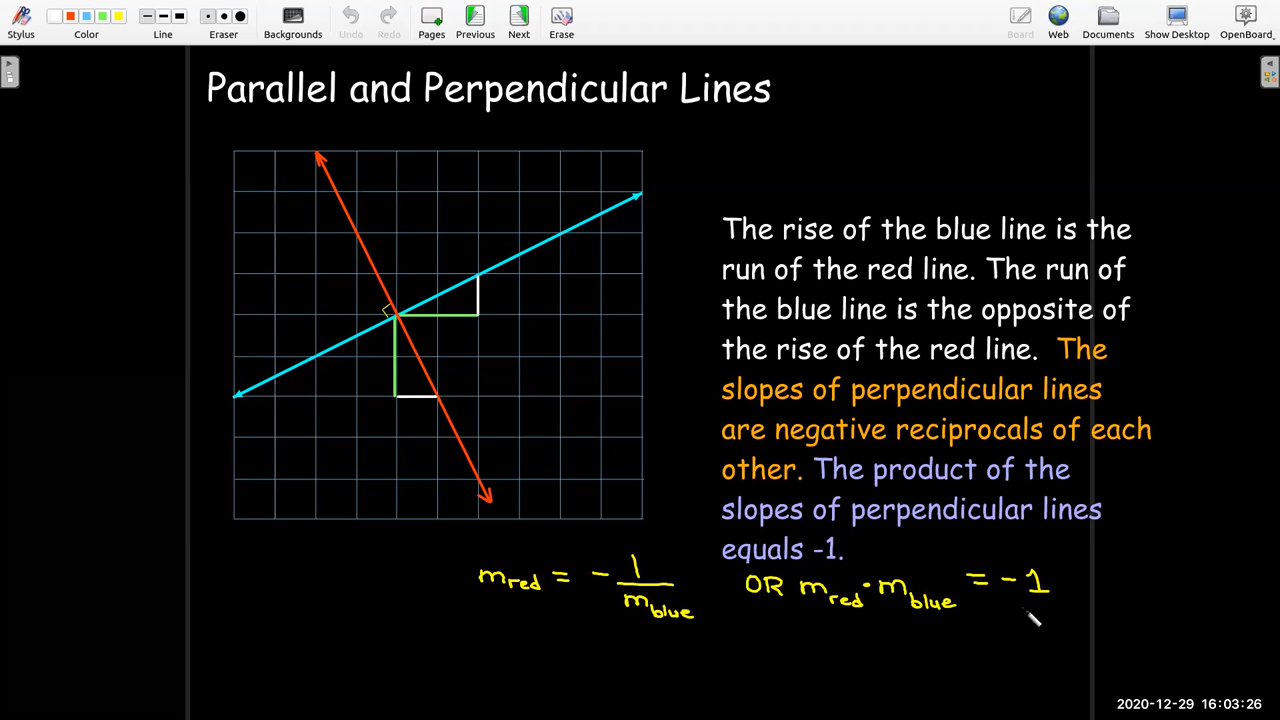 Stylus Color Line Eraser Backgrounds Undo Redo Pages Previous Next Erase Board Web Documents Show Desktop OpenBoard
Parallel and Perpendicular Lines
The rise of the blue line is the
run of the red line. The run of
the blue line is the opposite of
the rise of the red line. The
slopes of perpendicular lines
are negative reciprocals of each
other. The product of the
slopes of perpendicular lines
equals -1.
m_red = - 1/m_blue OR m_red · m_blue = -1
2020-12-29 16:03:26